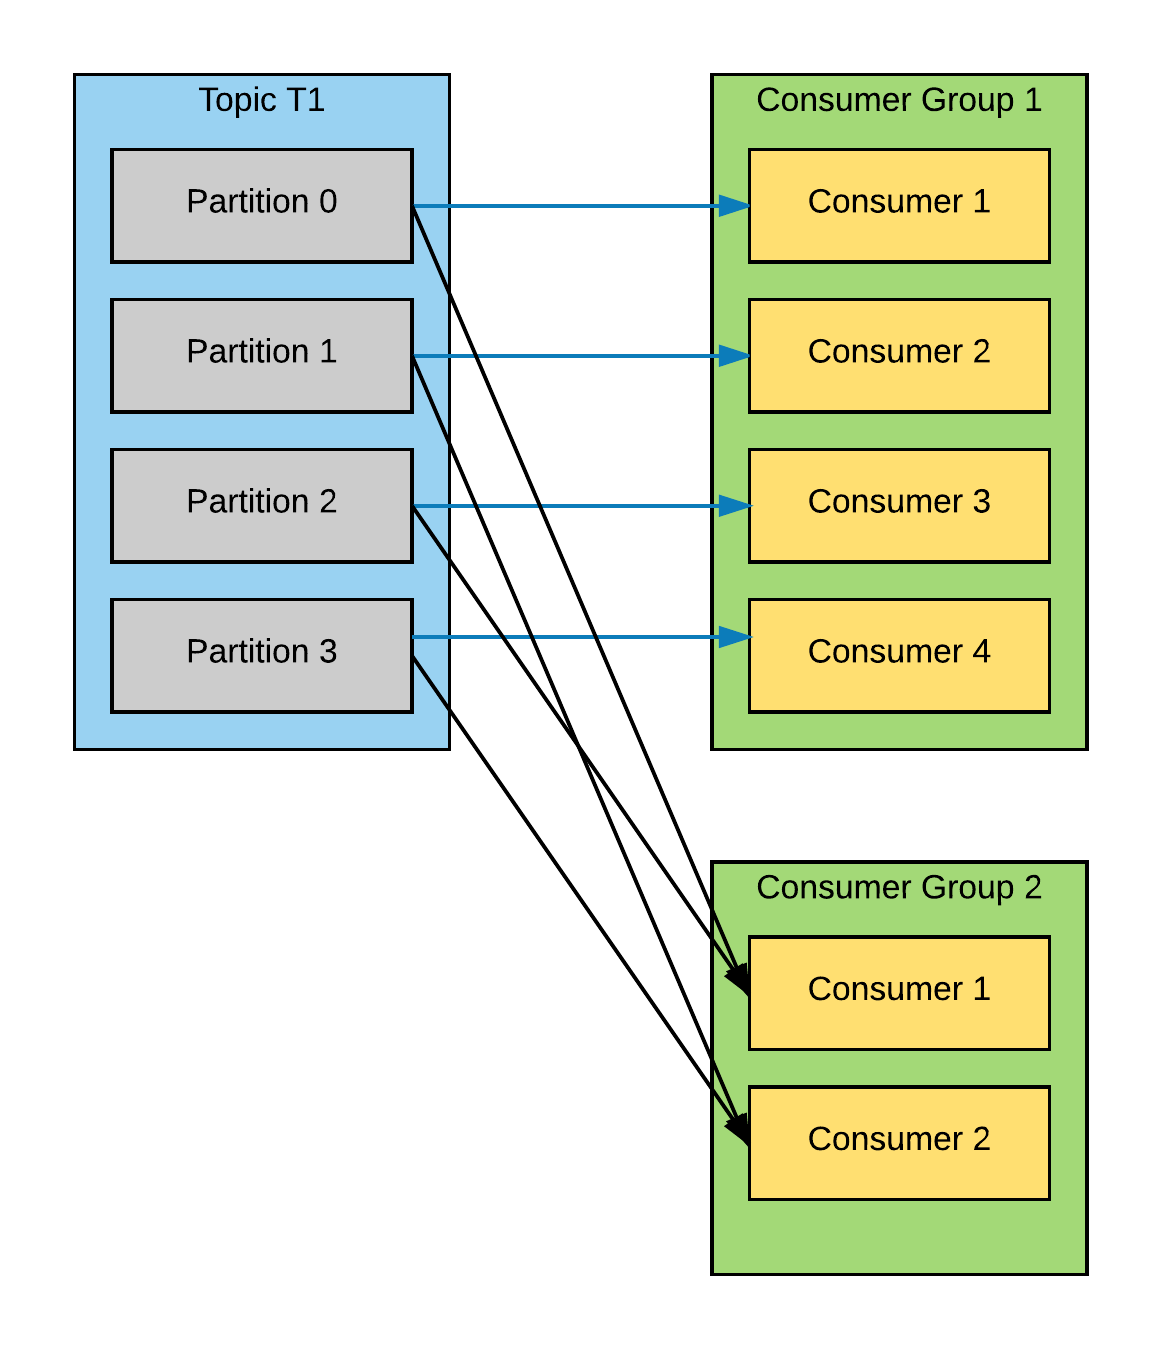 Topic T1
Partition 0
Partition 1
Partition 2
Partition 3
Consumer Group 1
Consumer 1
Consumer 2
Consumer 3
Consumer 4
Consumer Group 2
Consumer 1
Consumer 2